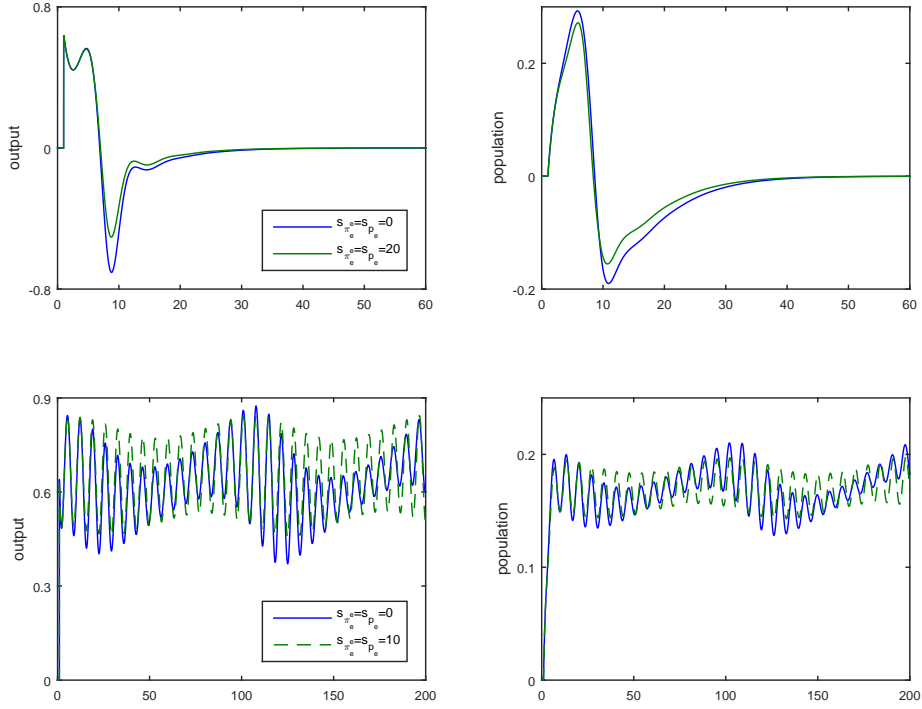 0.8
0
-0.8
output
0 10 20 30 40 50 60
s_{π_e^e}=s_{p_e}=0
s_{π_e^e}=s_{p_e}=20
0.2
0
-0.2
population
0 10 20 30 40 50 60
0.9
0.6
0.3
0
output
0 50 100 150 200
s_{π_e^e}=s_{p_e}=0
s_{π_e^e}=s_{p_e}=10
0.2
0.1
0
population
0 50 100 150 200